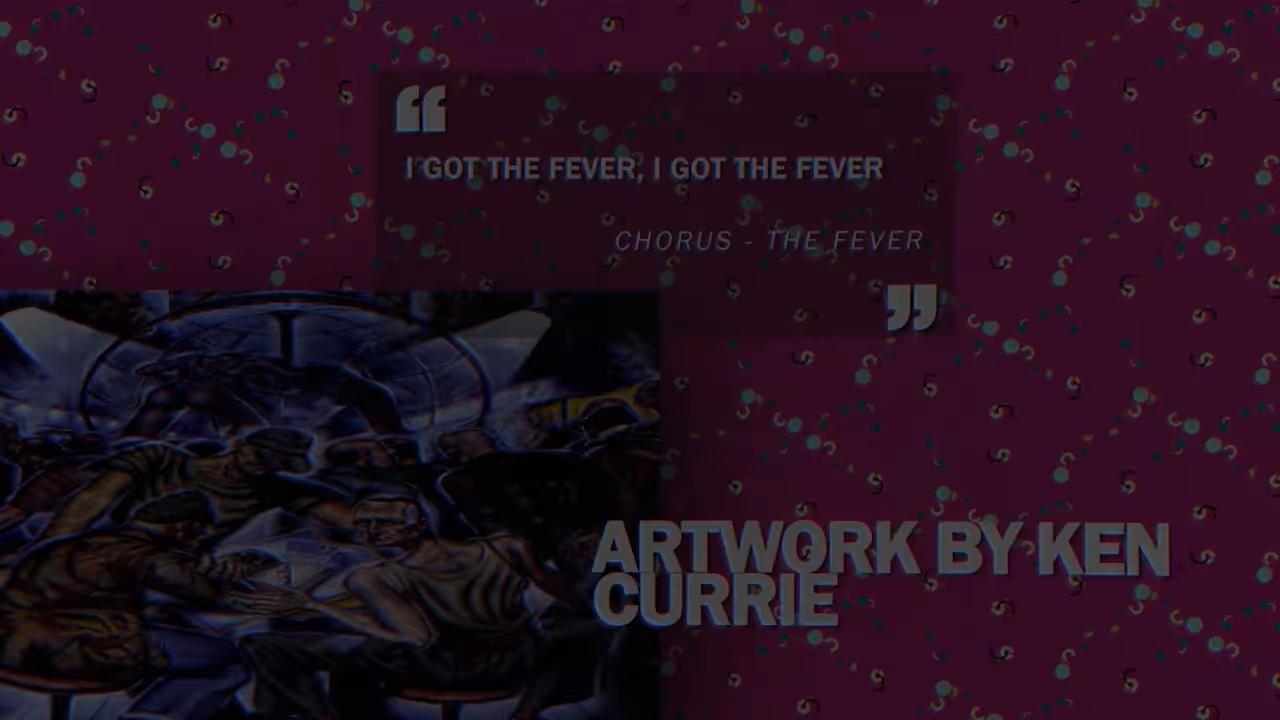 “
I GOT THE FEVER, I GOT THE FEVER
CHORUS - THE FEVER
”
ARTWORK BY KEN
CURRIE